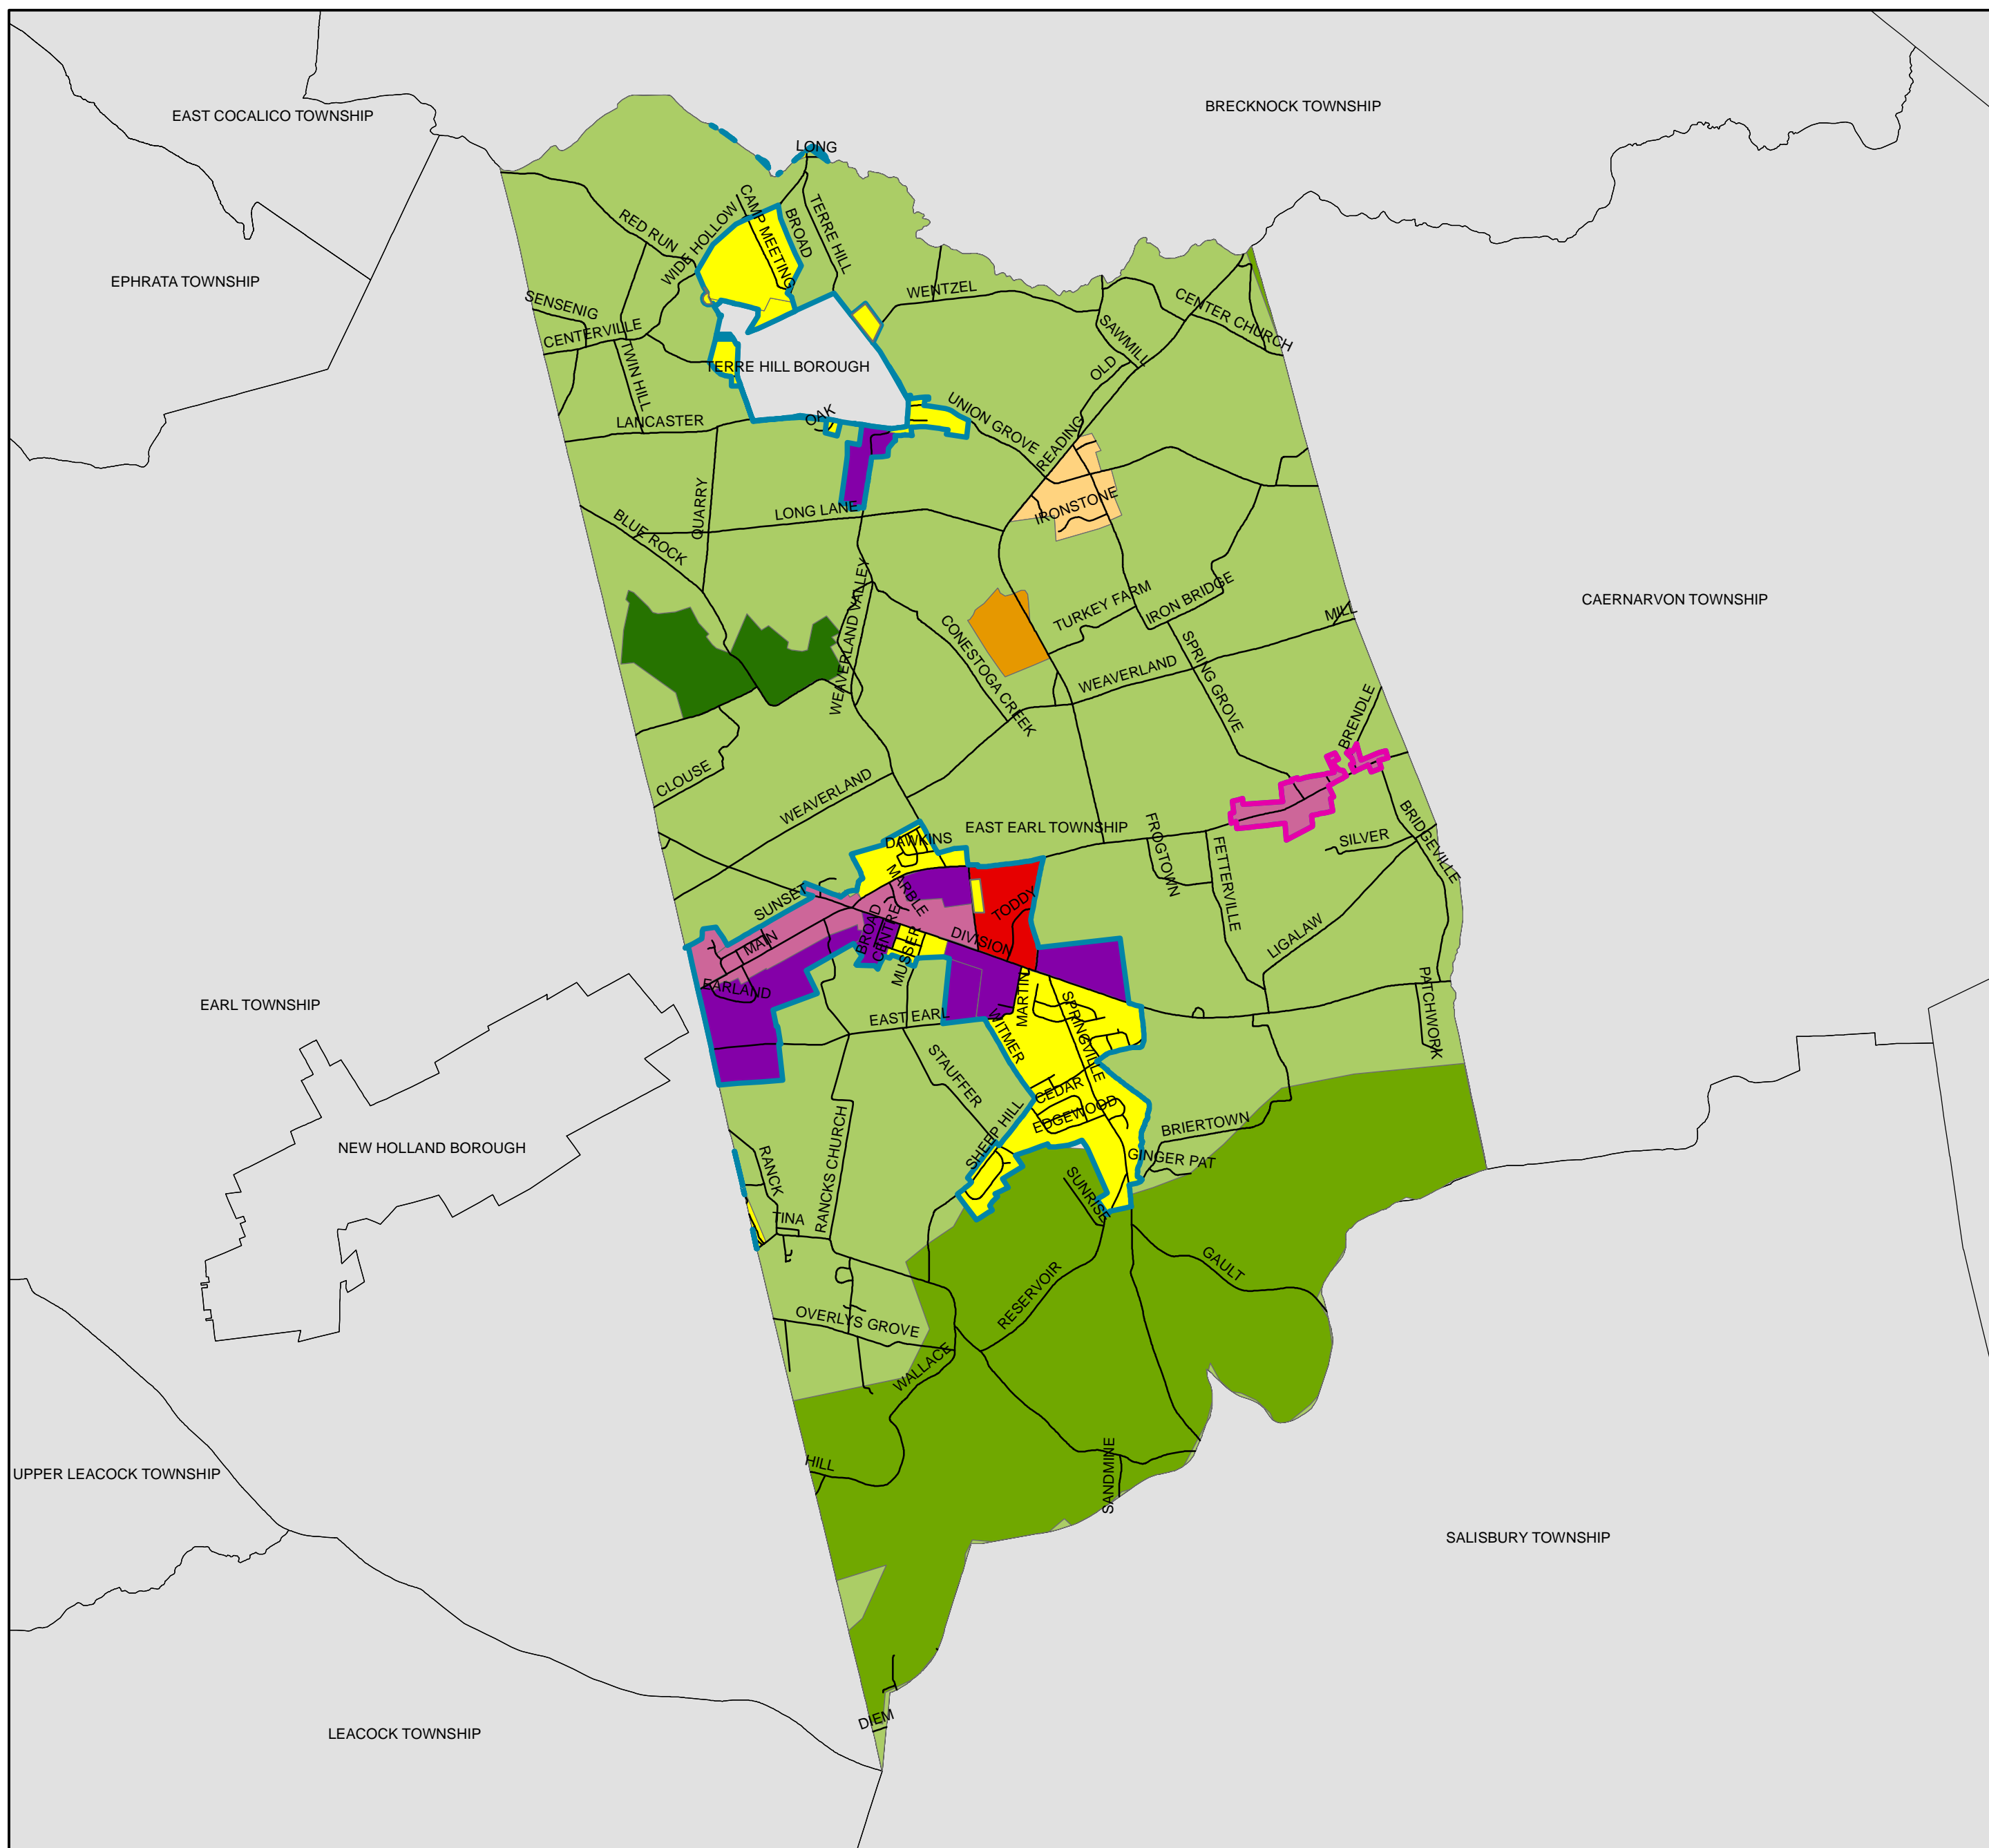 BRECKNOCK TOWNSHIP
EAST COCALICO TOWNSHIP
LONG
CAMP MEETING
TERRE HILL
BROAD
WIDE HOLLOW
RED RUN
EPHRATA TOWNSHIP
WENTZEL
SENSENIG
CENTER CHURCH
CENTERVILLE
SAWMILL
TWIN HILL
TERRE HILL BOROUGH
OLD
UNION GROVE
OAK
LANCASTER
READING
QUARRY
IRONSTONE
LONG LANE
BLUE ROCK
WEAVERLAND VALLEY
TURKEY FARM
IRON BRIDGE
CAERNARVON TOWNSHIP
MILL
CONESTOGA CREEK
SPRING GROVE
WEAVERLAND
BRENDLE
CLOUSE
WEAVERLAND
EAST EARL TOWNSHIP
DAWKINS
FROGTOWN
FETTERVILLE
SILVER
BRIDGEVILLE
MARBLE
SUNSET
TODDY
BROAD
CENTRE
MUSSER
DIVISION
MAIN
LIGALAW
EARLAND
MARTIN
PATCHWORK
EARL TOWNSHIP
EAST EARL
WITMER
SPRINGVILLE
STAUFFER
CEDAR
EDGEWOOD
BRIERTOWN
NEW HOLLAND BOROUGH
SHEEP HILL
GINGER PAT
RANCK
RANCKS CHURCH
SUNRISE
TINA
GAULT
RESERVOIR
OVERLYS GROVE
WALLACE
HILL
UPPER LEACOCK TOWNSHIP
SANDMINE
SALISBURY TOWNSHIP
DIEM
LEACOCK TOWNSHIP